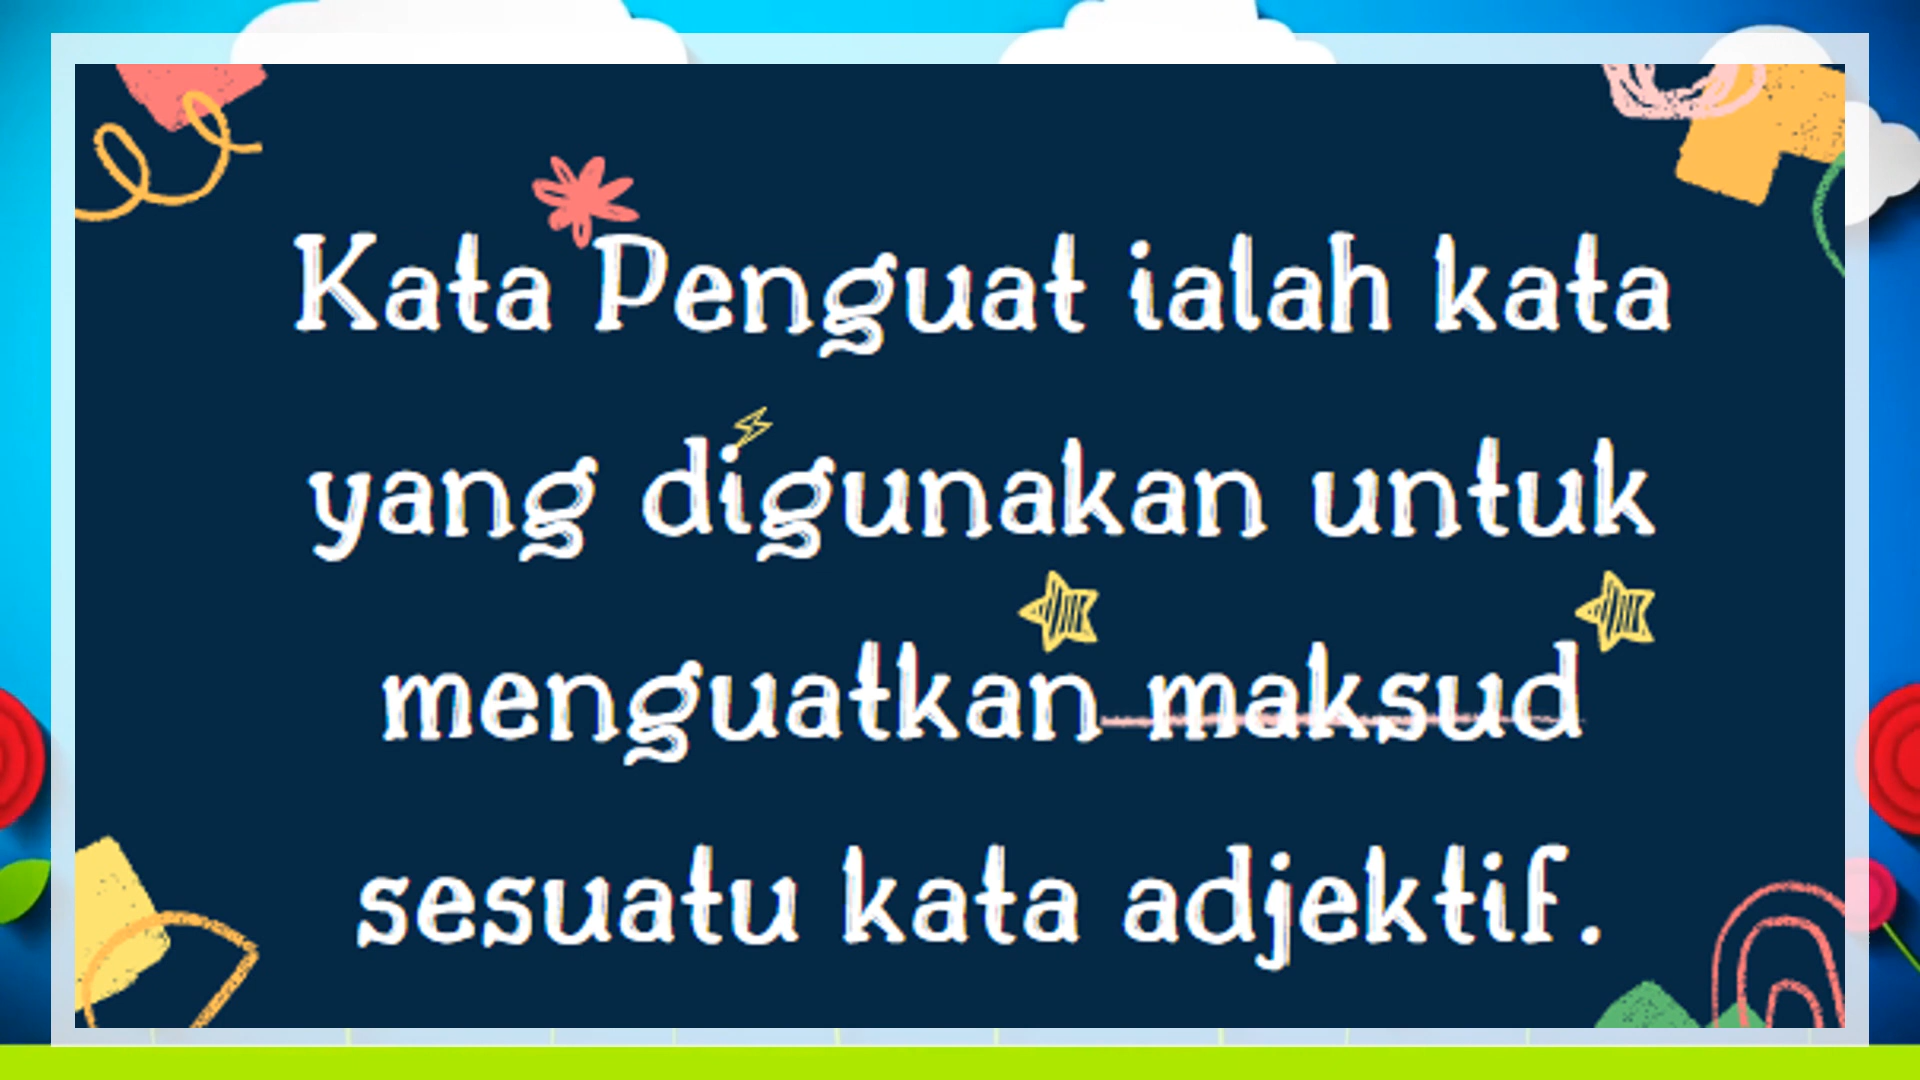 Kata Penguat ialah kata
yang digunakan untuk
menguatkan maksud
sesuatu kata adjektif.